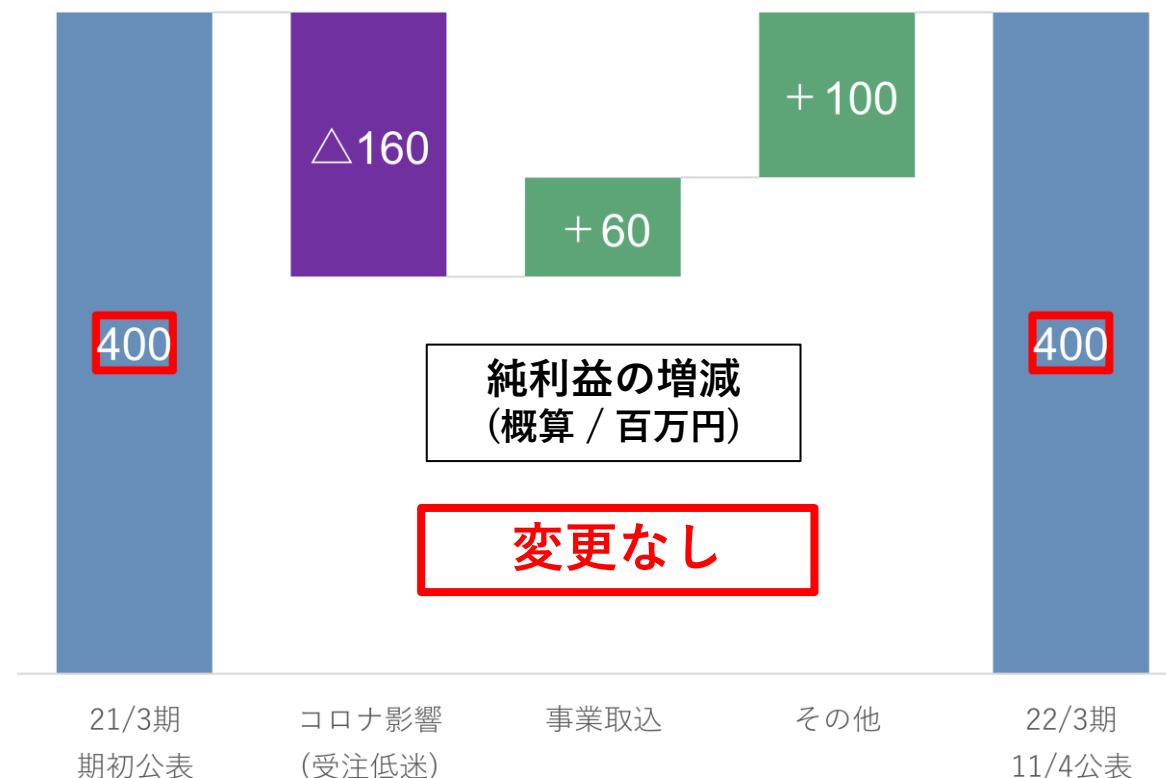 400
△160
＋60
＋100
400
純利益の増減
(概算 / 百万円)
変更なし
21/3期
期初公表
コロナ影響
(受注低迷)
事業取込
その他
22/3期
11/4公表